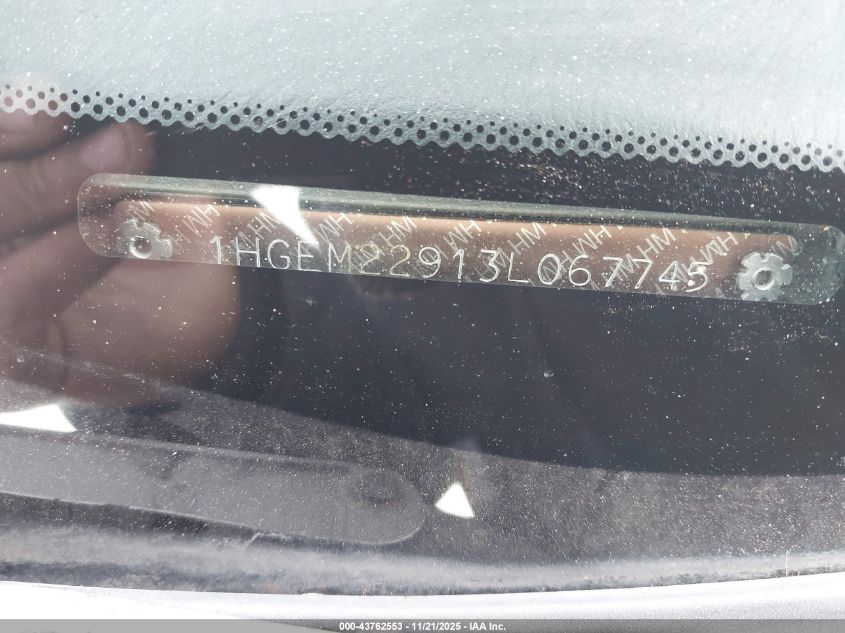 1HGEM22913L067745
000-43762553 - 11/21/2025 - IAA Inc.